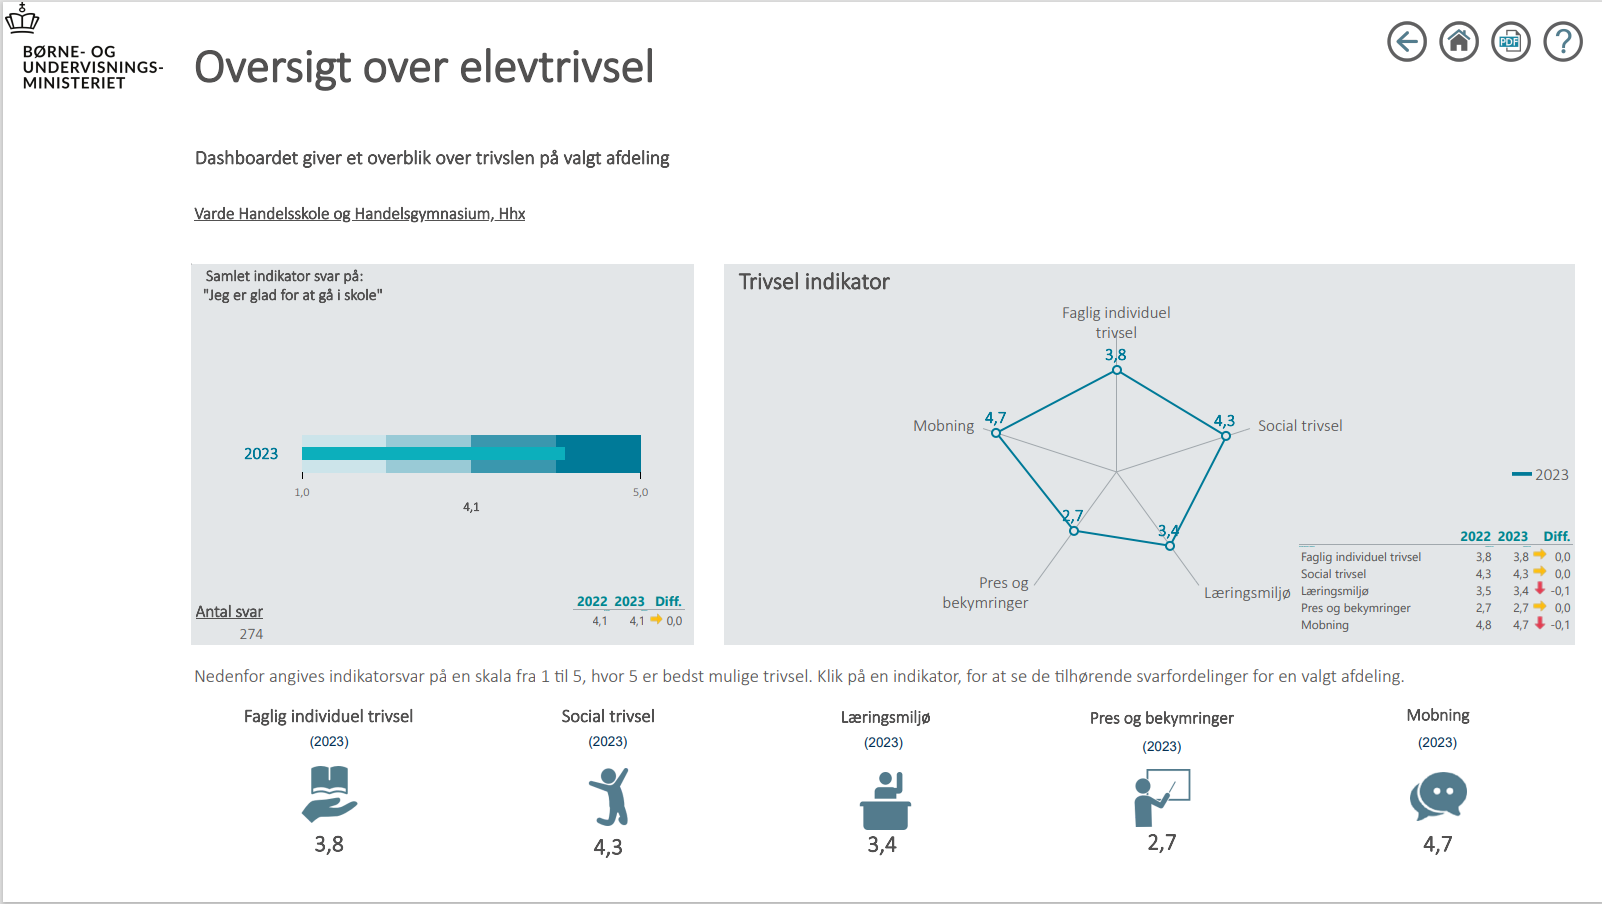 BØRNE- OG
UNDERVISNINGS-
MINISTERIET
Oversigt over elevtrivsel
PDF
?
Dashboardet giver et overblik over trivslen på valgt afdeling
Varde Handelsskole og Handelsgymnasium, Hhx
Samlet indikator svar på:
"Jeg er glad for at gå i skole"
2023
1,0
5,0
4,1
Antal svar
274
2022 2023 Diff.
4,1 4,1 0,0
Trivsel indikator
Faglig individuel
trivsel
3,8
Mobning
4,7
4,3
Social trivsel
2,7
3,4
Pres og
bekymringer
Læringsmiljø
2023
2022 2023 Diff.
Faglig individuel trivsel 3,8 3,8 0,0
Social trivsel 4,3 4,3 0,0
Læringsmiljø 3,5 3,4 -0,1
Pres og bekymringer 2,7 2,7 0,0
Mobning 4,8 4,7 -0,1
Nedenfor angives indikatorsvar på en skala fra 1 til 5, hvor 5 er bedst mulige trivsel. Klik på en indikator, for at se de tilhørende svarfordelinger for en valgt afdeling.
Faglig individuel trivsel
(2023)
3,8
Social trivsel
(2023)
4,3
Læringsmiljø
(2023)
3,4
Pres og bekymringer
(2023)
2,7
Mobning
(2023)
4,7